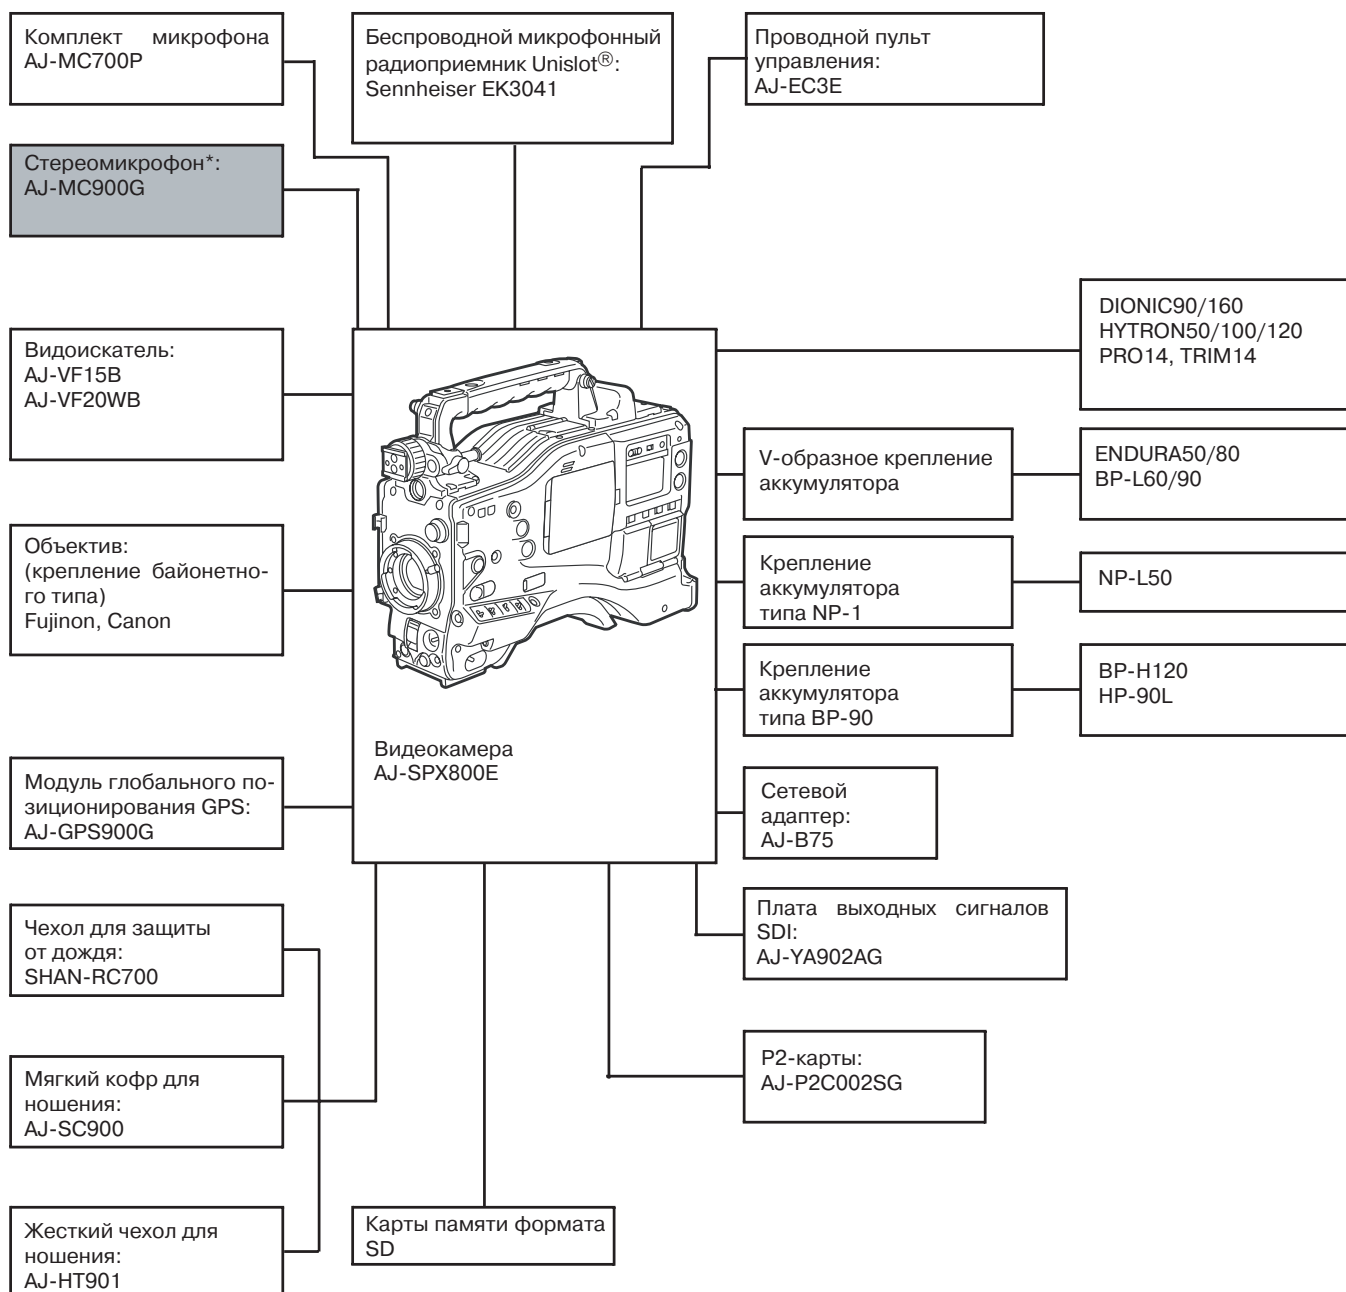 Комплект микрофона
AJ-MC700P
Беспроводной микрофонный
радиоприемник Unislot®:
Sennheiser EK3041
Проводной пульт
управления:
AJ-EC3E
Стереомикрофон*:
AJ-MC900G
Видоискатель:
AJ-VF15B
AJ-VF20WB
DIONIC90/160
HYTRON50/100/120
PRO14, TRIM14
V-образное крепление
аккумулятора
ENDURA50/80
BP-L60/90
Объектив:
(крепление байонетно-
го типа)
Fujinon, Canon
Крепление
аккумулятора
типа NP-1
NP-L50
Крепление
аккумулятора
типа BP-90
BP-H120
HP-90L
Видеокамера
AJ-SPX800E
Модуль глобального по-
зиционирования GPS:
AJ-GPS900G
Сетевой
адаптер:
AJ-B75
Чехол для защиты
от дождя:
SHAN-RC700
Плата выходных сигналов
SDI:
AJ-YA902AG
Мягкий кофр для
ношения:
AJ-SC900
P2-карты:
AJ-P2C002SG
Жесткий чехол для
ношения:
AJ-HT901
Карты памяти формата
SD